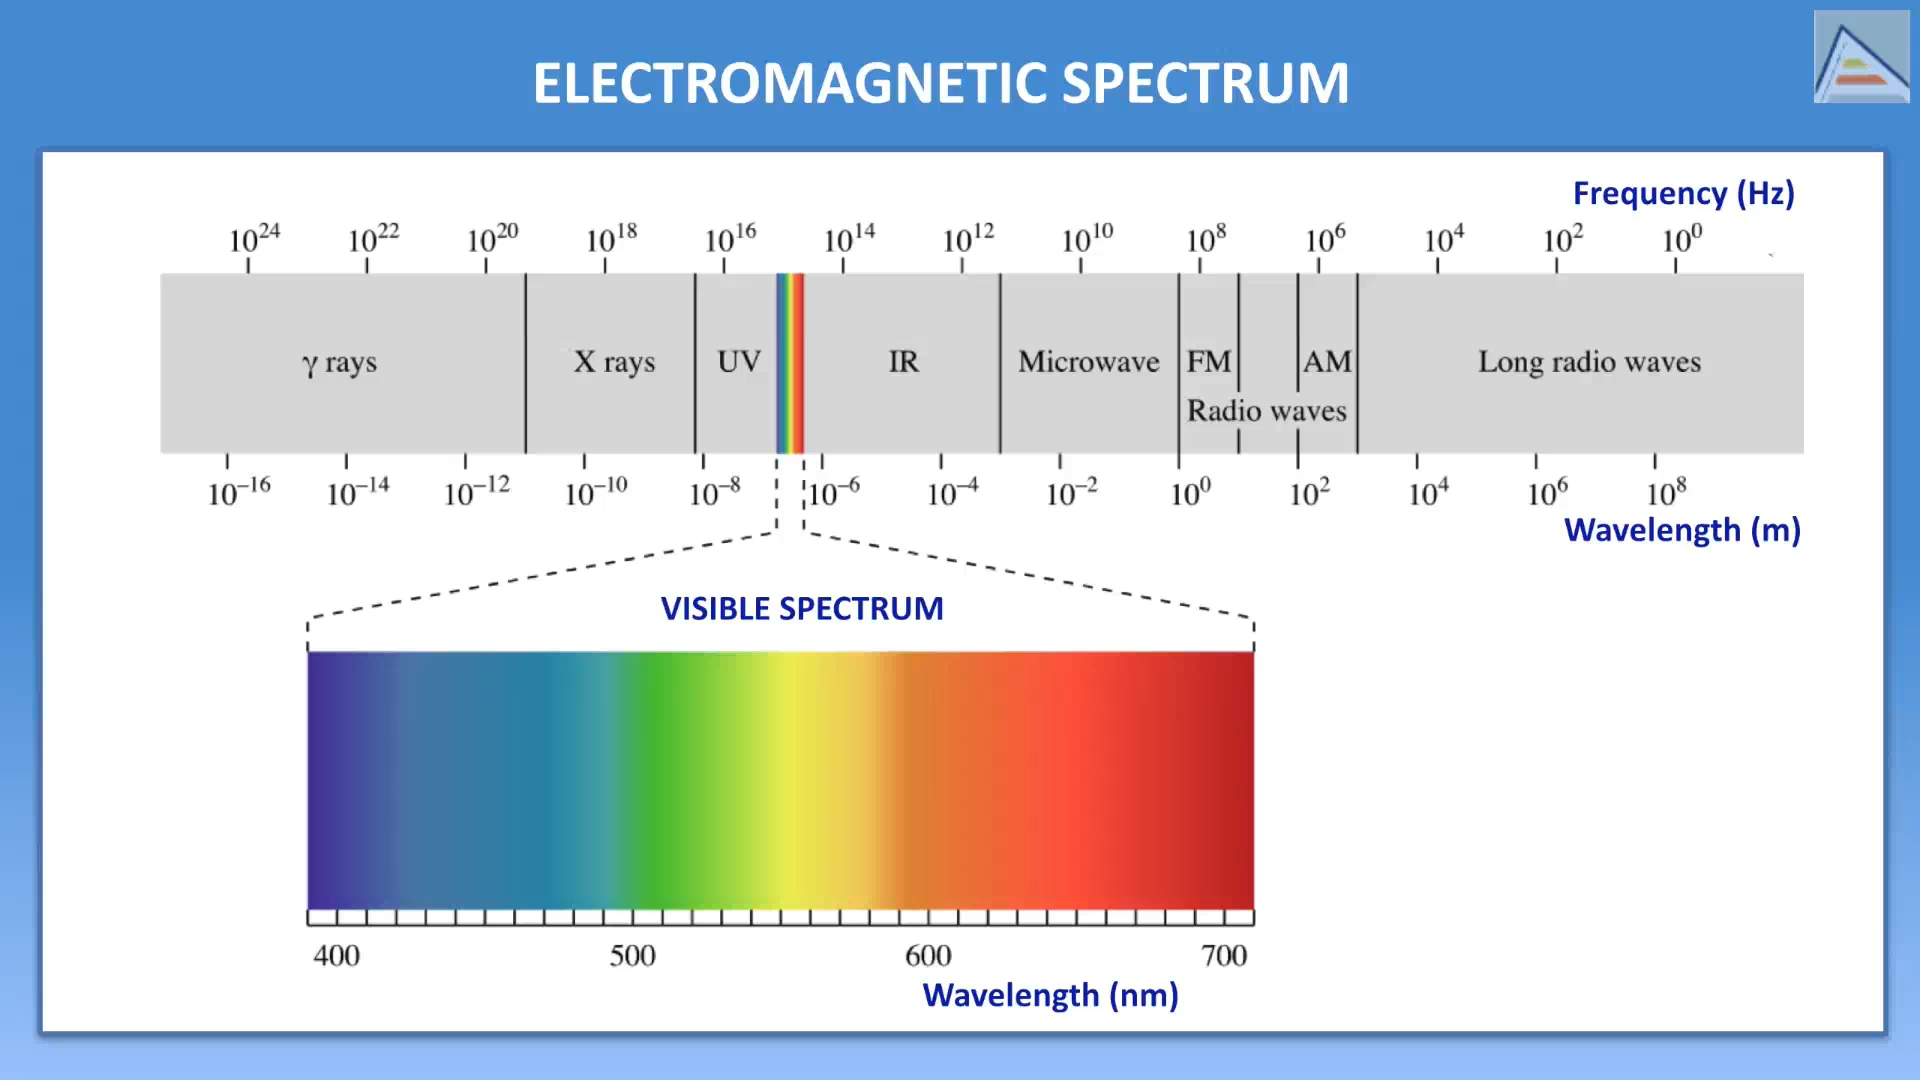 ELECTROMAGNETIC SPECTRUM
Frequency (Hz)
10²⁴ 10²² 10²⁰ 10¹⁸ 10¹⁶ 10¹⁴ 10¹² 10¹⁰ 10⁸ 10⁶ 10⁴ 10² 10⁰
γ rays X rays UV IR Microwave FM AM Long radio waves
Radio waves
10⁻¹⁶ 10⁻¹⁴ 10⁻¹² 10⁻¹⁰ 10⁻⁸ 10⁻⁶ 10⁻⁴ 10⁻² 10⁰ 10² 10⁴ 10⁶ 10⁸
Wavelength (m)
VISIBLE SPECTRUM
400 500 600 700
Wavelength (nm)